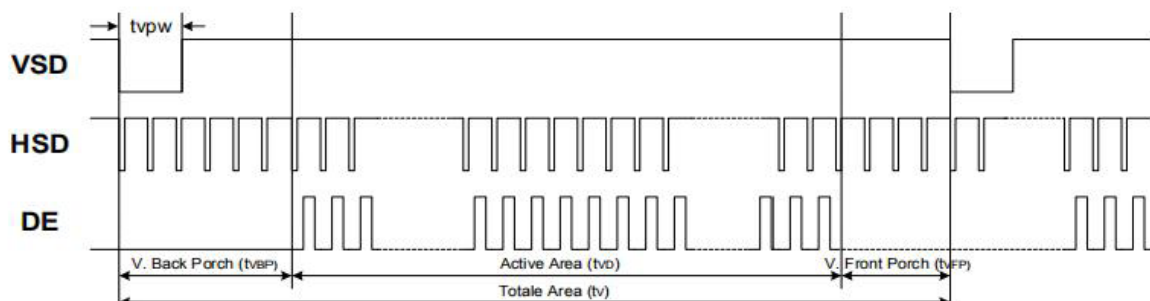 tvpw
VSD
HSD
DE
V. Back Porch (tVBP) Active Area (tVD) V. Front Porch (tVFP)
Totale Area (tV)